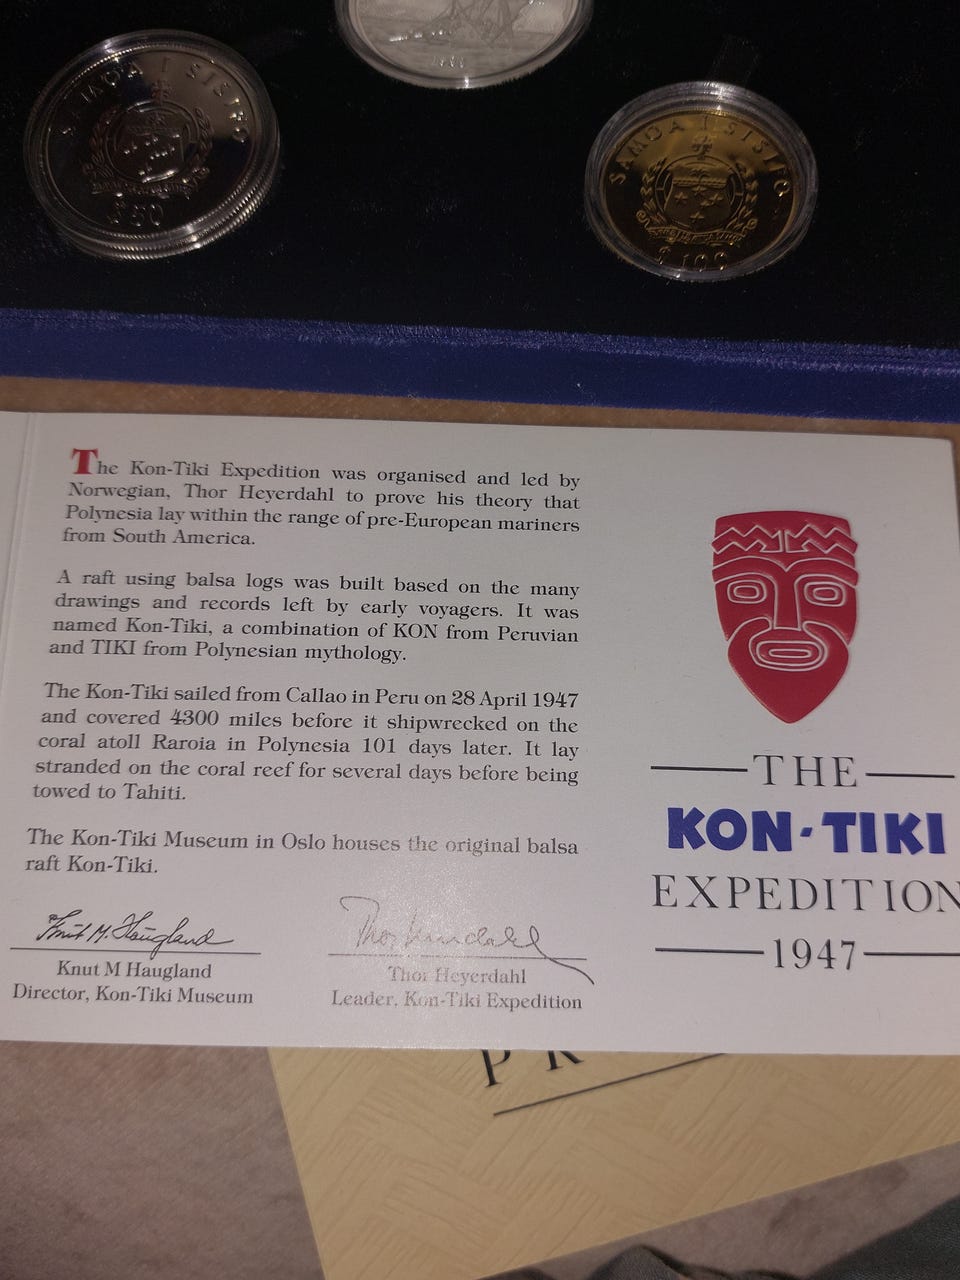 SAMOA I SISIFO
$50
SAMOA I SISIFO
$ 100
The Kon-Tiki Expedition was organised and led by
Norwegian, Thor Heyerdahl to prove his theory that
Polynesia lay within the range of pre-European mariners
from South America.
A raft using balsa logs was built based on the many
drawings and records left by early voyagers. It was
named Kon-Tiki, a combination of KON from Peruvian
and TIKI from Polynesian mythology.
The Kon-Tiki sailed from Callao in Peru on 28 April 1947
and covered 4300 miles before it shipwrecked on the
coral atoll Raroia in Polynesia 101 days later. It lay
stranded on the coral reef for several days before being
towed to Tahiti.
The Kon-Tiki Museum in Oslo houses the original balsa
raft Kon-Tiki.
Knut M. Haugland
Knut M Haugland
Director, Kon-Tiki Museum
Thor Heyerdahl
Thor Heyerdahl
Leader, Kon-Tiki Expedition
THE
KON-TIKI
EXPEDITION
1947